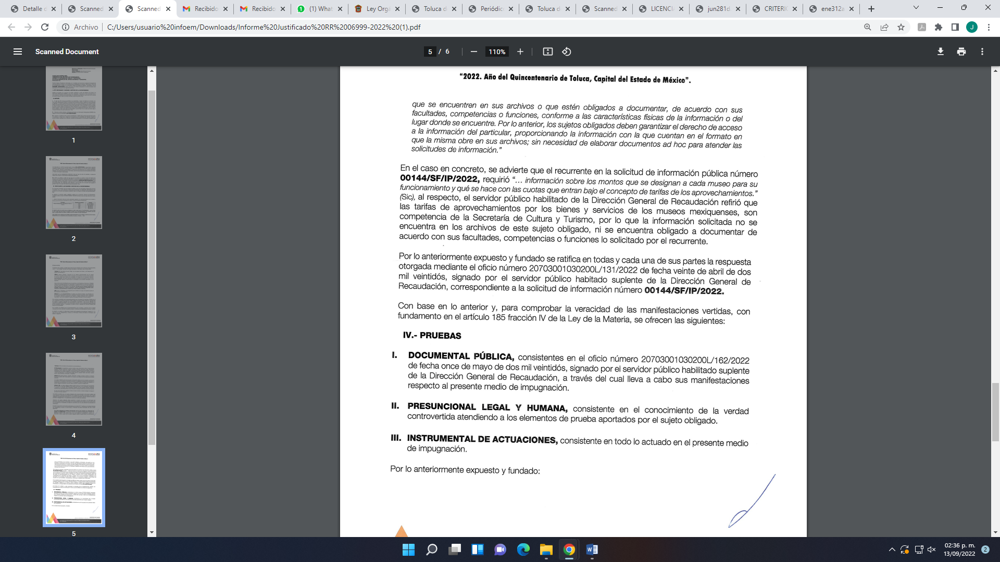 Detalle d
Scanned
Scanned
Recibido
Recibido
(1) What
Ley Orga
Toluca d
Periódic
Toluca d
Scanned
LICENCI
jun281d.
CRITERIO
ene312a
Archivo
C:/Users/usuario%20infoem/Downloads/Informe%20Justificado%20RR%2006999-2022%20(1).pdf
J
Scanned Document
5 / 6
110%
1
2
3
4
5
“2022. Año del Quincentenario de Toluca, Capital del Estado de México”.
que se encuentren en sus archivos o que estén obligados a documentar, de acuerdo con sus
facultades, competencias o funciones, conforme a las características físicas de la información o del
lugar donde se encuentre. Por lo anterior, los sujetos obligados deben garantizar el derecho de acceso
a la información del particular, proporcionando la información con la que cuentan en el formato en
que la misma obre en sus archivos; sin necesidad de elaborar documentos ad hoc para atender las
solicitudes de información.”
En el caso en concreto, se advierte que el recurrente en la solicitud de información pública número
00144/SF/IP/2022, requirió “… información sobre los montos que se designan a cada museo para su
funcionamiento y qué se hace con las cuotas que entran bajo el concepto de tarifas de los aprovechamientos.”
(Sic), al respecto, el servidor público habilitado de la Dirección General de Recaudación refirió que
las tarifas de aprovechamientos por los bienes y servicios de los museos mexiquenses, son
competencia de la Secretaría de Cultura y Turismo, por lo que la información solicitada no se
encuentra en los archivos de este sujeto obligado, ni se encuentra obligado a documentar de
acuerdo con sus facultades, competencias o funciones lo solicitado por el recurrente.
Por lo anteriormente expuesto y fundado se ratifica en todas y cada una de sus partes la respuesta
otorgada mediante el oficio número 20703001030200L/131/2022 de fecha veinte de abril de dos
mil veintidós, signado por el servidor público habitado suplente de la Dirección General de
Recaudación, correspondiente a la solicitud de información número 00144/SF/IP/2022.
Con base en lo anterior y, para comprobar la veracidad de las manifestaciones vertidas, con
fundamento en el artículo 185 fracción IV de la Ley de la Materia, se ofrecen las siguientes:
IV.- PRUEBAS
I. DOCUMENTAL PÚBLICA, consistentes en el oficio número 20703001030200L/162/2022
de fecha once de mayo de dos mil veintidós, signado por el servidor público habilitado suplente
de la Dirección General de Recaudación, a través del cual lleva a cabo sus manifestaciones
respecto al presente medio de impugnación.
II. PRESUNCIONAL LEGAL Y HUMANA, consistente en el conocimiento de la verdad
controvertida atendiendo a los elementos de prueba aportados por el sujeto obligado.
III. INSTRUMENTAL DE ACTUACIONES, consistente en todo lo actuado en el presente medio
de impugnación.
Por lo anteriormente expuesto y fundado:
02:36 p. m.
13/09/2022
2